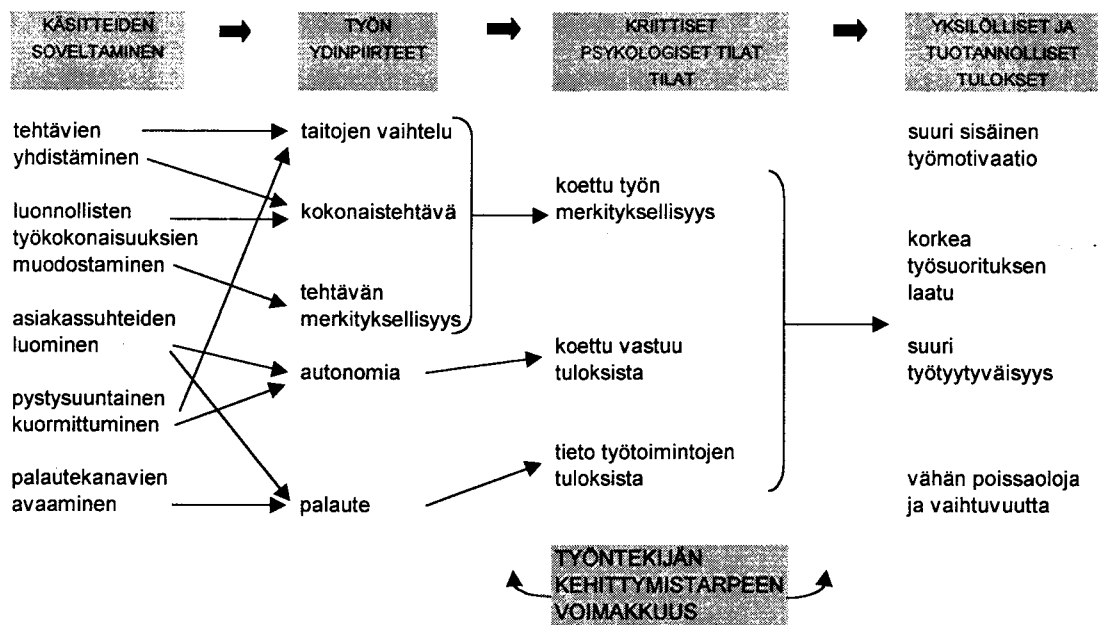 KÄSITTEIDEN
SOVELTAMINEN
TYÖN
YDINPIIRTEET
KRIITTISET
PSYKOLOGISET TILAT
TILAT
YKSILÖLLISET JA
TUOTANNOLLISET
TULOKSET
tehtävien
yhdistäminen
luonnollisten
työkokonaisuuksien
muodostaminen
asiakassuhteiden
luominen
pystysuuntainen
kuormittuminen
palautekanavien
avaaminen
taitojen vaihtelu
kokonaistehtävä
tehtävän
merkityksellisyys
autonomia
palaute
koettu työn
merkityksellisyys
koettu vastuu
tuloksista
tieto työtoimintojen
tuloksista
suuri sisäinen
työmotivaatio
korkea
työsuorituksen
laatu
suuri
työtyytyväisyys
vähän poissaoloja
ja vaihtuvuutta
TYÖNTEKIJÄN
KEHITTYMISTARPEEN
VOIMAKKUUS